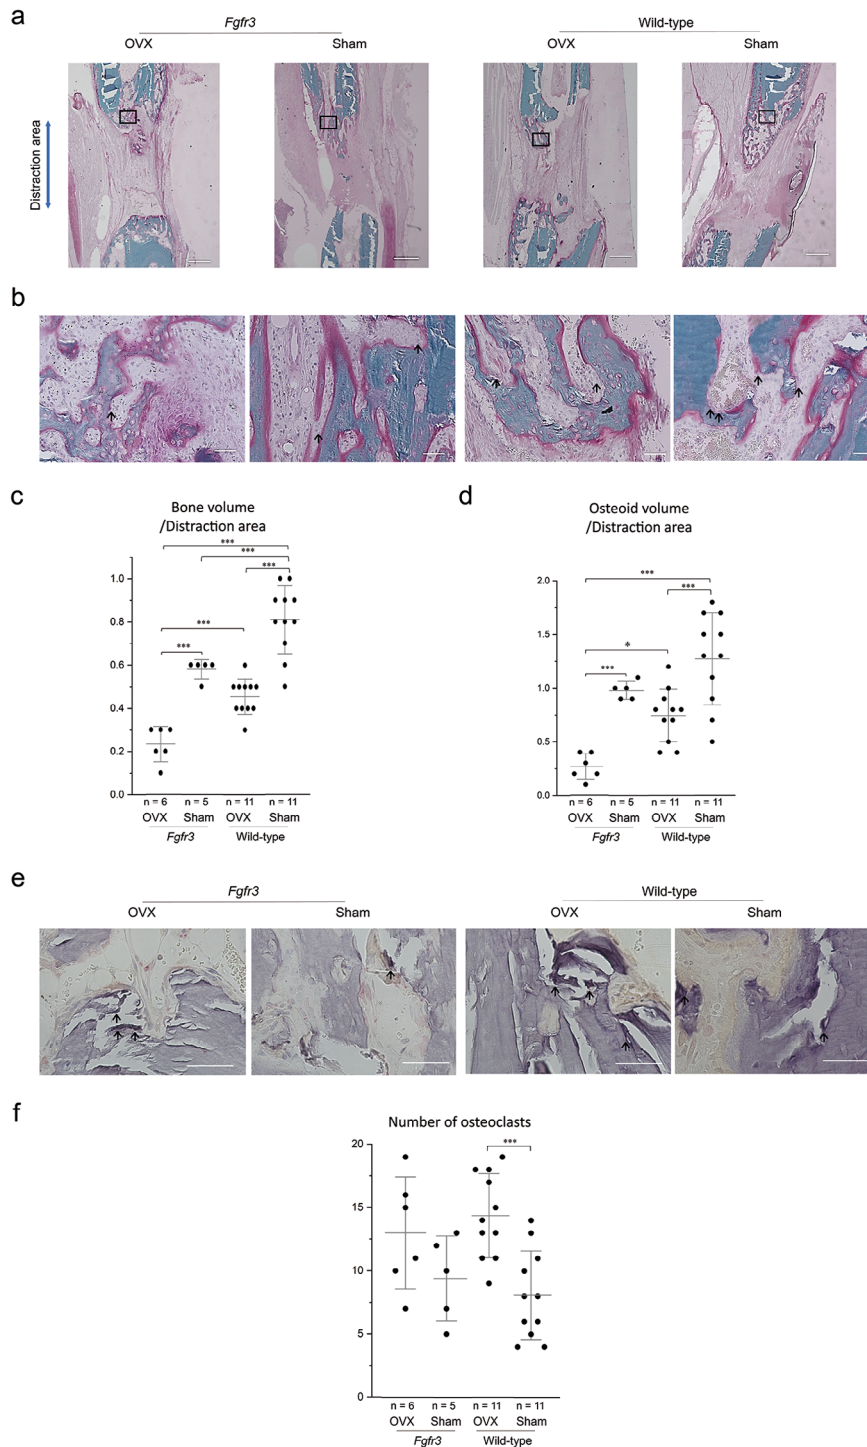 a
Fgfr3
Wild-type
OVX
Sham
OVX
Sham
Distraction area
b
c
Bone volume
/Distraction area
***
***
***
***
***
1.0
0.8
0.6
0.4
0.2
0.0
n = 6
n = 5
n = 11
n = 11
OVX
Sham
OVX
Sham
Fgfr3
Wild-type
d
Osteoid volume
/Distraction area
***
***
*
***
2.0
1.5
1.0
0.5
0.0
n = 6
n = 5
n = 11
n = 11
OVX
Sham
OVX
Sham
Fgfr3
Wild-type
e
Fgfr3
Wild-type
OVX
Sham
OVX
Sham
f
Number of osteoclasts
***
20
15
10
5
0
n = 6
n = 5
n = 11
n = 11
OVX
Sham
OVX
Sham
Fgfr3
Wild-type